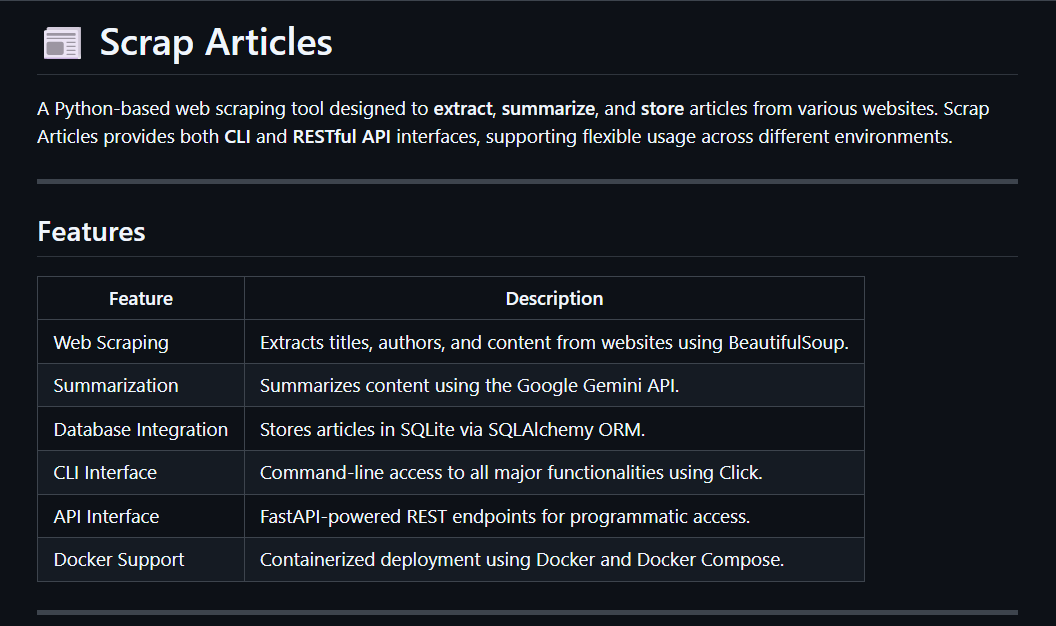 Scrap Articles
A Python-based web scraping tool designed to extract, summarize, and store articles from various websites. Scrap
Articles provides both CLI and RESTful API interfaces, supporting flexible usage across different environments.
Features
Feature Description
Web Scraping Extracts titles, authors, and content from websites using BeautifulSoup.
Summarization Summarizes content using the Google Gemini API.
Database Integration Stores articles in SQLite via SQLAlchemy ORM.
CLI Interface Command-line access to all major functionalities using Click.
API Interface FastAPI-powered REST endpoints for programmatic access.
Docker Support Containerized deployment using Docker and Docker Compose.